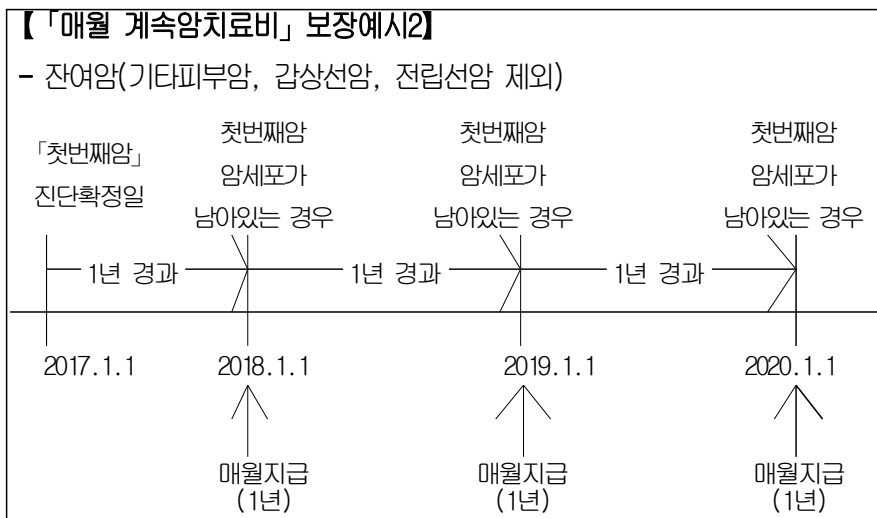 【「매월 계속암치료비」 보장예시2】
- 잔여암(기타피부암, 갑상선암, 전립선암 제외)
「첫번째암」
진단확정일
첫번째암
암세포가
남아있는 경우
첫번째암
암세포가
남아있는 경우
첫번째암
암세포가
남아있는 경우
1년 경과
1년 경과
1년 경과
2017.1.1
2018.1.1
2019.1.1
2020.1.1
매월지급
(1년)
매월지급
(1년)
매월지급
(1년)